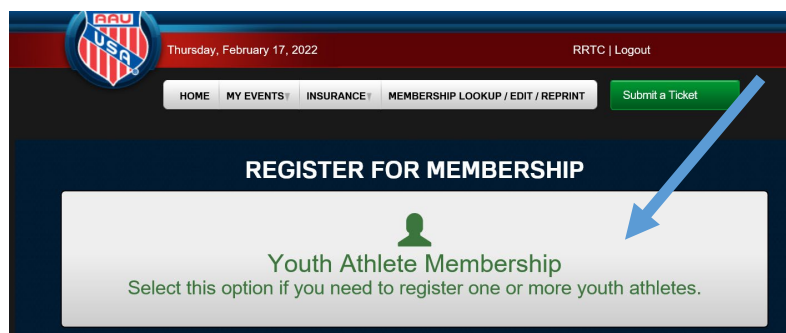 AAU
USA
Thursday, February 17, 2022 RRTC | Logout
HOME MY EVENTS INSURANCE MEMBERSHIP LOOKUP / EDIT / REPRINT Submit a Ticket
REGISTER FOR MEMBERSHIP
Youth Athlete Membership
Select this option if you need to register one or more youth athletes.